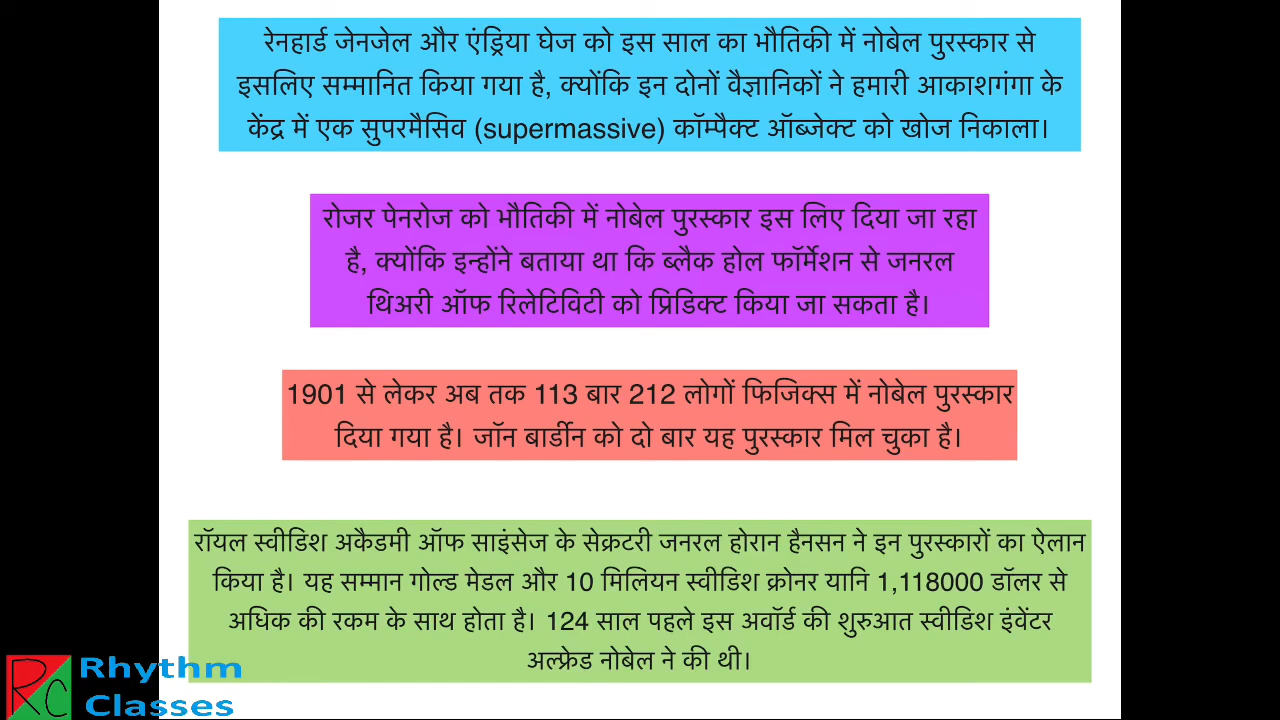 रेनहार्ड जेनजेल और एंड्रिया घेज को इस साल का भौतिकी में नोबेल पुरस्कार से
इसलिए सम्मानित किया गया है, क्योंकि इन दोनों वैज्ञानिकों ने हमारी आकाशगंगा के
केंद्र में एक सुपरमैसिव (supermassive) कॉम्पैक्ट ऑब्जेक्ट को खोज निकाला।
रोजर पेनरोज को भौतिकी में नोबेल पुरस्कार इस लिए दिया जा रहा
है, क्योंकि इन्होंने बताया था कि ब्लैक होल फॉर्मेशन से जनरल
थिअरी ऑफ रिलेटिविटी को प्रिडिक्ट किया जा सकता है।
1901 से लेकर अब तक 113 बार 212 लोगों फिजिक्स में नोबेल पुरस्कार
दिया गया है। जॉन बार्डीन को दो बार यह पुरस्कार मिल चुका है।
रॉयल स्वीडिश अकैडमी ऑफ साइंसेज के सेक्रटरी जनरल होरान हैनसन ने इन पुरस्कारों का ऐलान
किया है। यह सम्मान गोल्ड मेडल और 10 मिलियन स्वीडिश क्रोनर यानि 1,118000 डॉलर से
अधिक की रकम के साथ होता है। 124 साल पहले इस अवॉर्ड की शुरुआत स्वीडिश इंवेंटर
अल्फ्रेड नोबेल ने की थी।
RC Rhythm
Classes